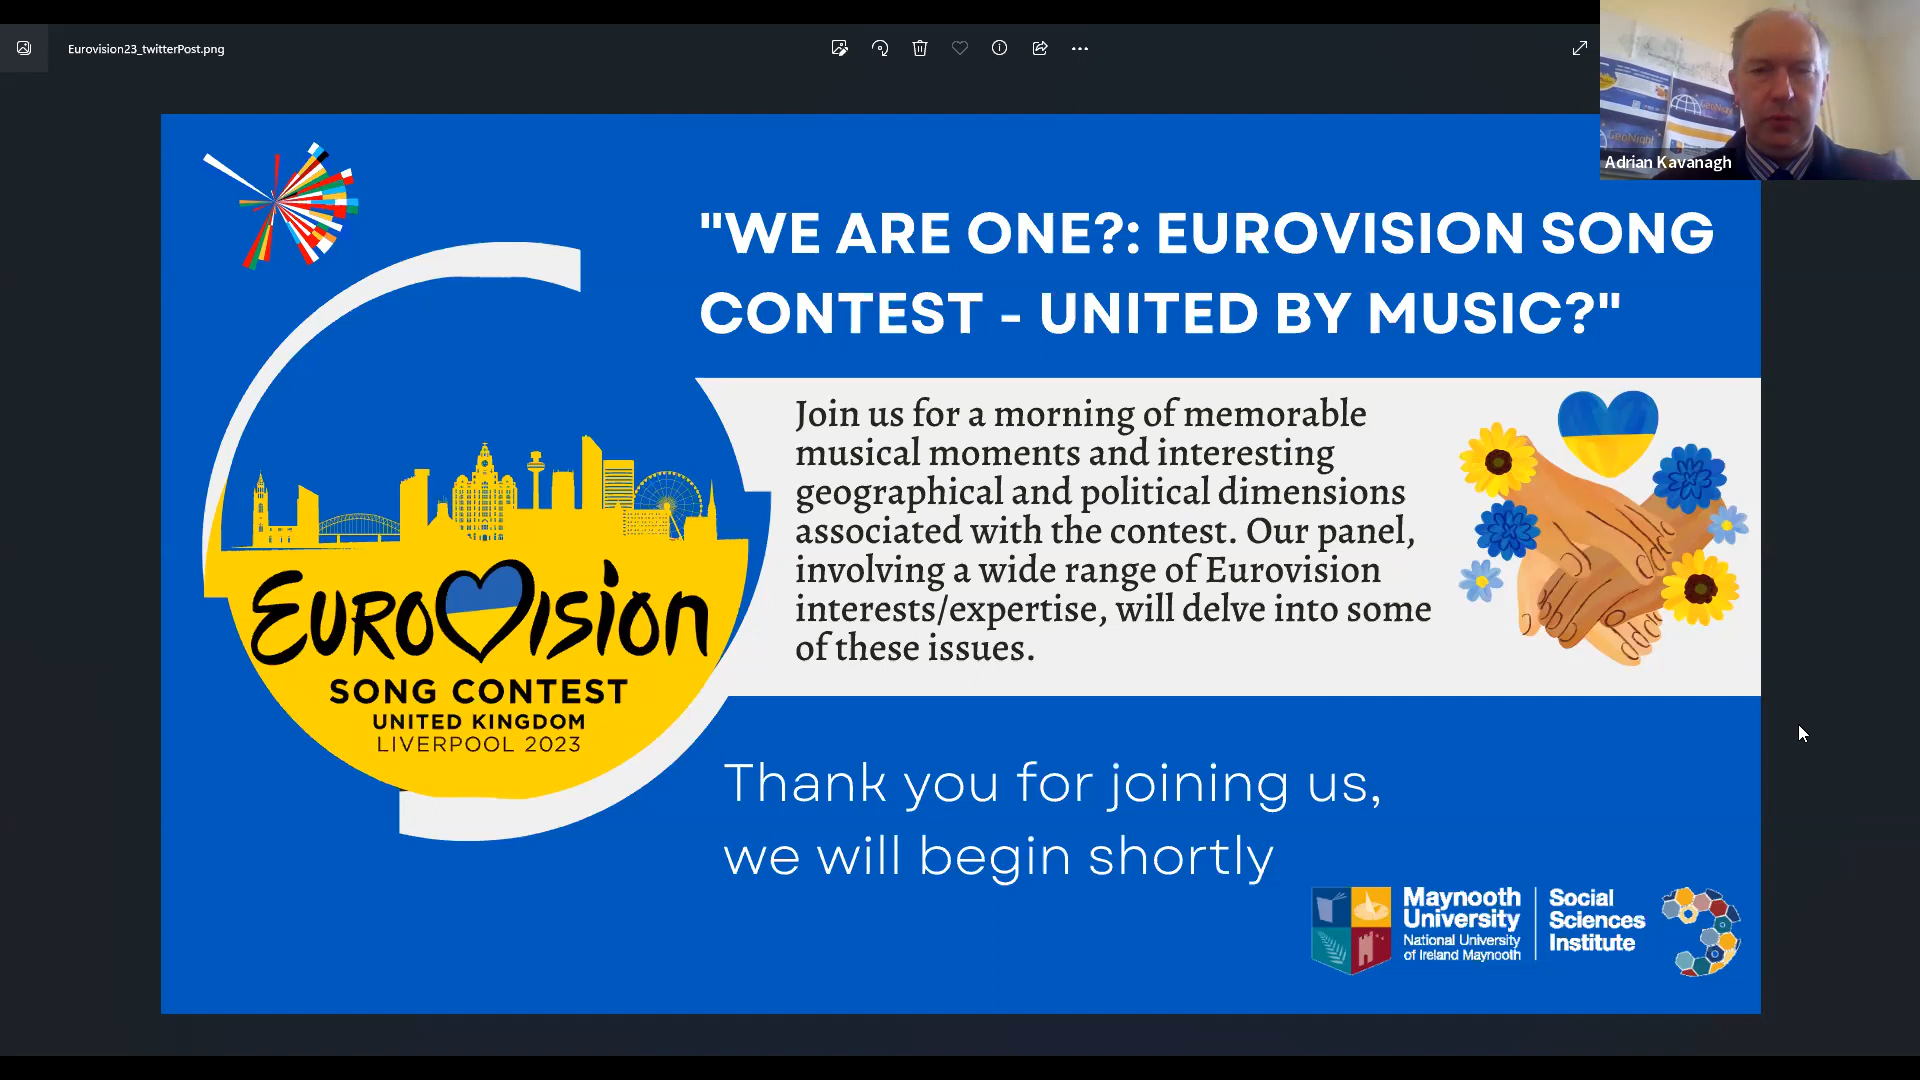 Eurovision23_twitterPost.png
Adrian Kavanagh
GeoNight
GeoNight
"WE ARE ONE?: EUROVISION SONG
CONTEST - UNITED BY MUSIC?"
Join us for a morning of memorable
musical moments and interesting
geographical and political dimensions
associated with the contest. Our panel,
involving a wide range of Eurovision
interests/expertise, will delve into some
of these issues.
EUROVISION
SONG CONTEST
UNITED KINGDOM
LIVERPOOL 2023
Thank you for joining us,
we will begin shortly
Maynooth
University
National University
of Ireland Maynooth
Social
Sciences
Institute